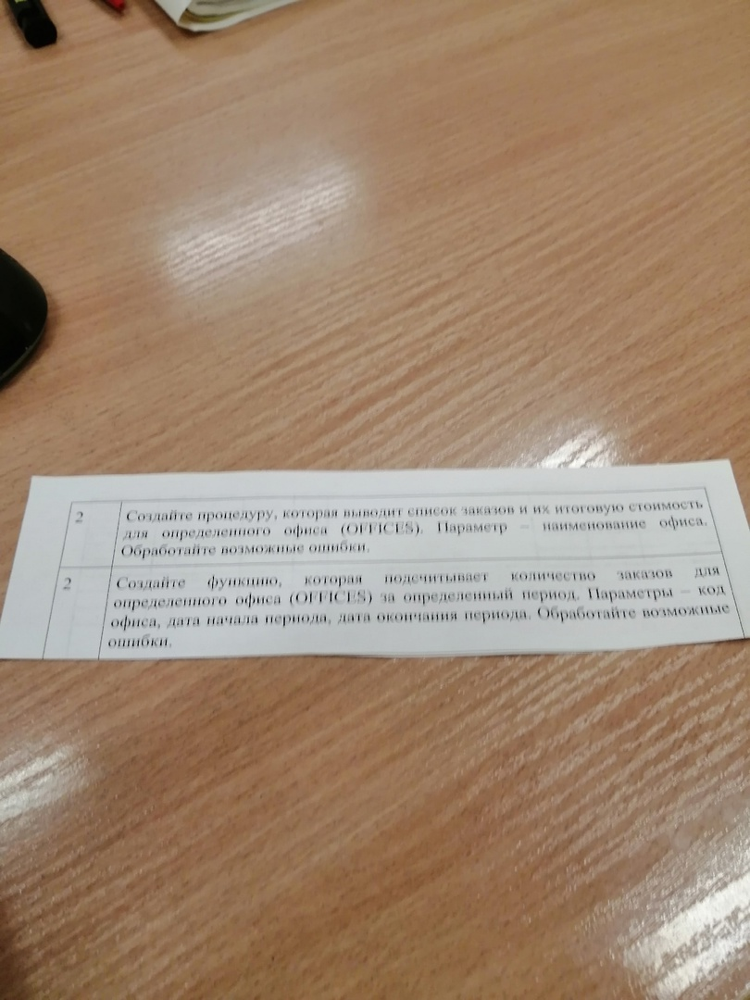 2
Создайте процедуру, которая выводит список заказов и их итоговую стоимость
для определенного офиса (OFFICES). Параметр – наименование офиса.
Обработайте возможные ошибки.
2
Создайте функцию, которая подсчитывает количество заказов для
определенного офиса (OFFICES) за определенный период. Параметры – код
офиса, дата начала периода, дата окончания периода. Обработайте возможные
ошибки.